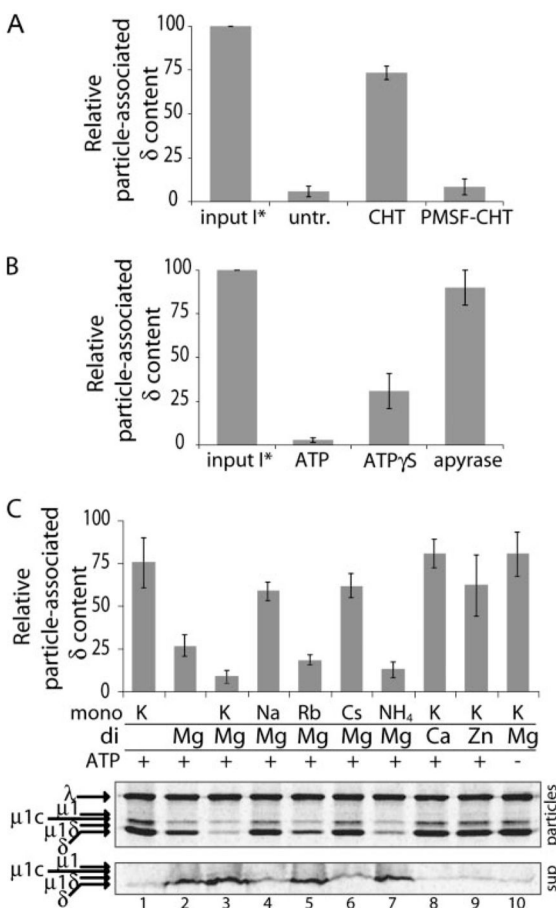 A
Relative
particle-associated
δ content
100
75
50
25
0
input I* untr. CHT PMSF-CHT
B
Relative
particle-associated
δ content
100
75
50
25
0
input I* ATP ATPγS apyrase
C
Relative
particle-associated
δ content
100
75
50
25
0
mono K K Na Rb Cs NH4 K K K
di Mg Mg Mg Mg Mg Mg Ca Zn Mg
ATP + + + + + + + + + -
λ
μ1
μ1c
μ1δ
δ
particles
μ1
μ1c
μ1δ
δ
sup
1 2 3 4 5 6 7 8 9 10